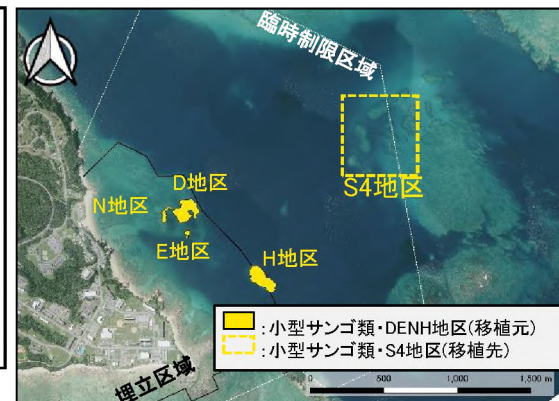 臨時制限区域
S4地区
D地区
N地区
E地区
H地区
:小型サンゴ類・DENH地区(移植元)
:小型サンゴ類・S4地区(移植先)
埋立区域
0 500 1,000 1,500 m